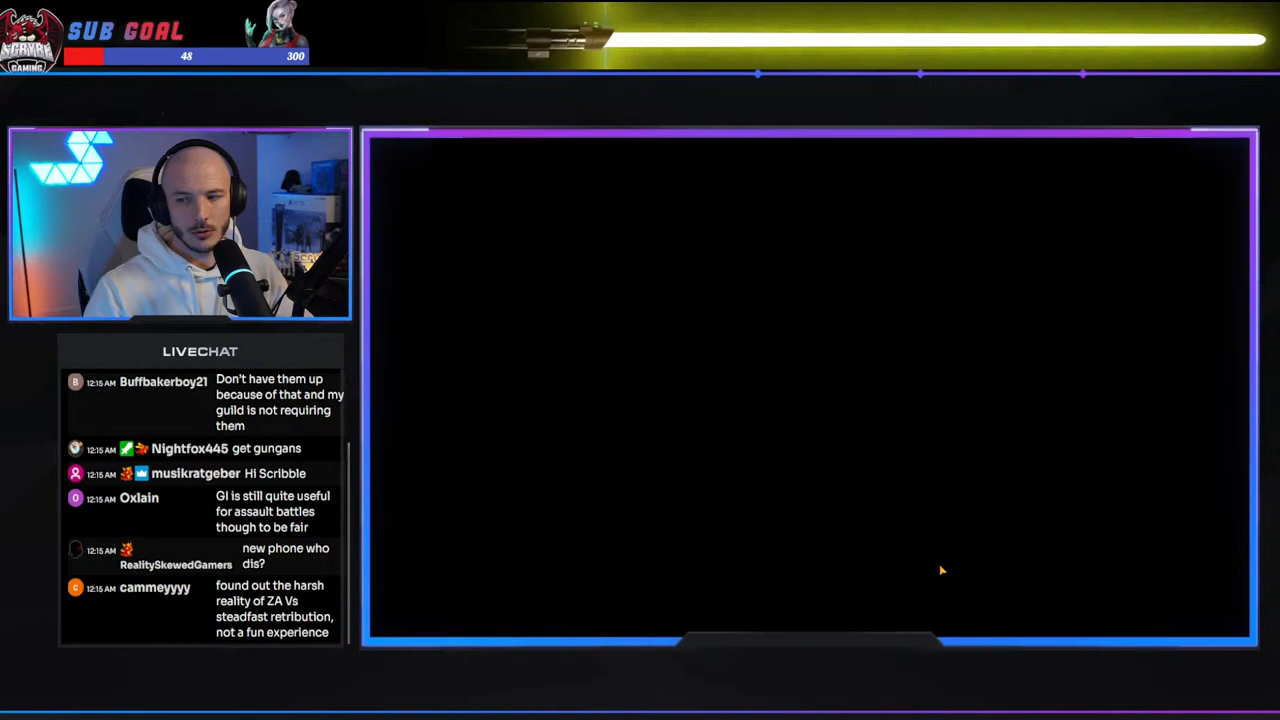 SUB GOAL
SCRYBE
GAMING
48
300
LIVECHAT
B 12:15 AM Buffbakerboy21 Don't have them up
because of that and my
guild is not requiring
them
12:15 AM Nightfox445 get gungans
12:15 AM musikratgeber Hi Scribble
O 12:15 AM Oxlain GI is still quite useful
for assault battles
though to be fair
12:15 AM RealitySkewedGamers new phone who
dis?
C 12:15 AM cammeyyyy found out the harsh
reality of ZA Vs
steadfast retribution,
not a fun experience